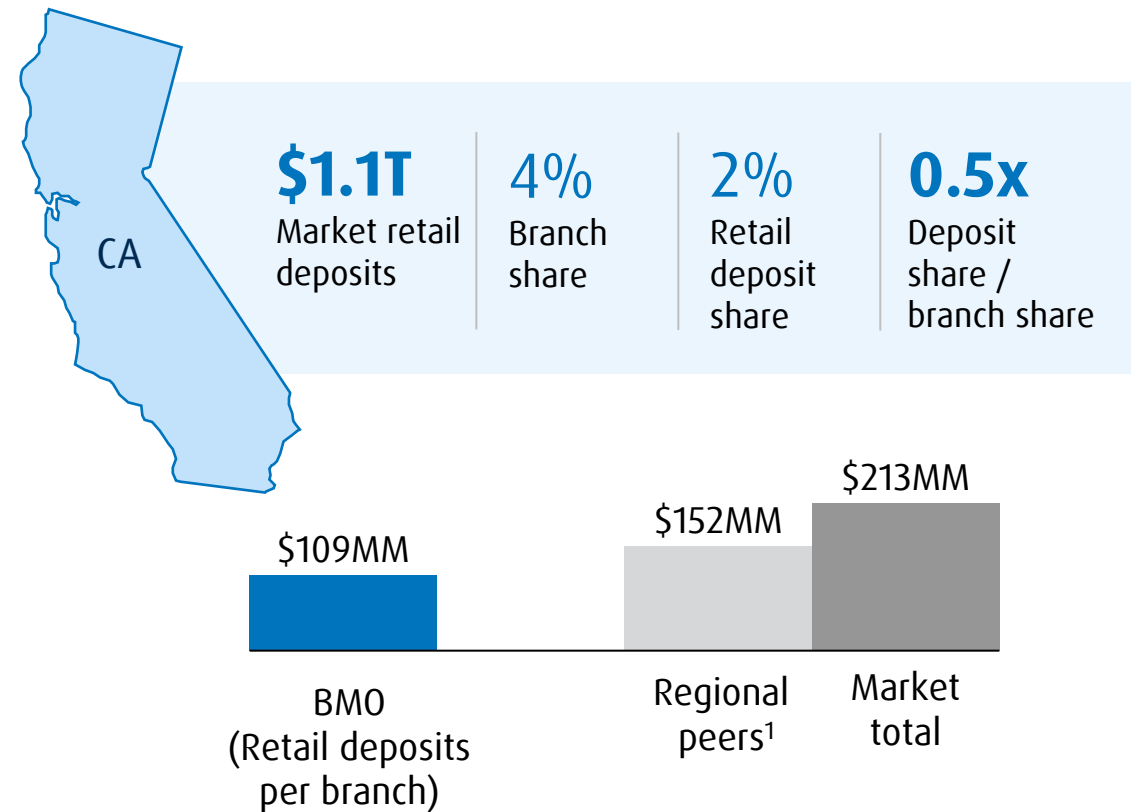 CA
$1.1T
Market retail
deposits
4%
Branch
share
2%
Retail
deposit
share
0.5x
Deposit
share /
branch share
$109MM
$152MM
$213MM
BMO
(Retail deposits
per branch)
Regional
peers¹
Market
total